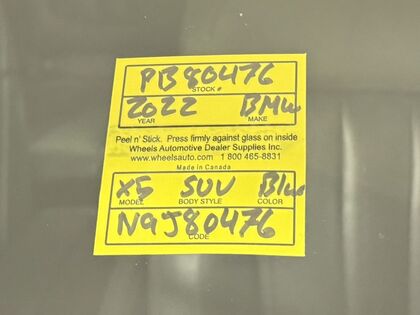 PB80476
STOCK #
2022 BMW
YEAR MAKE
Peel n' Stick. Press firmly against glass on inside
Wheels Automotive Dealer Supplies Inc.
www.wheelsauto.com 1 800 465-8831
Made in Canada
X5 SUV Blue
MODEL BODY STYLE COLOR
N9J80476
CODE